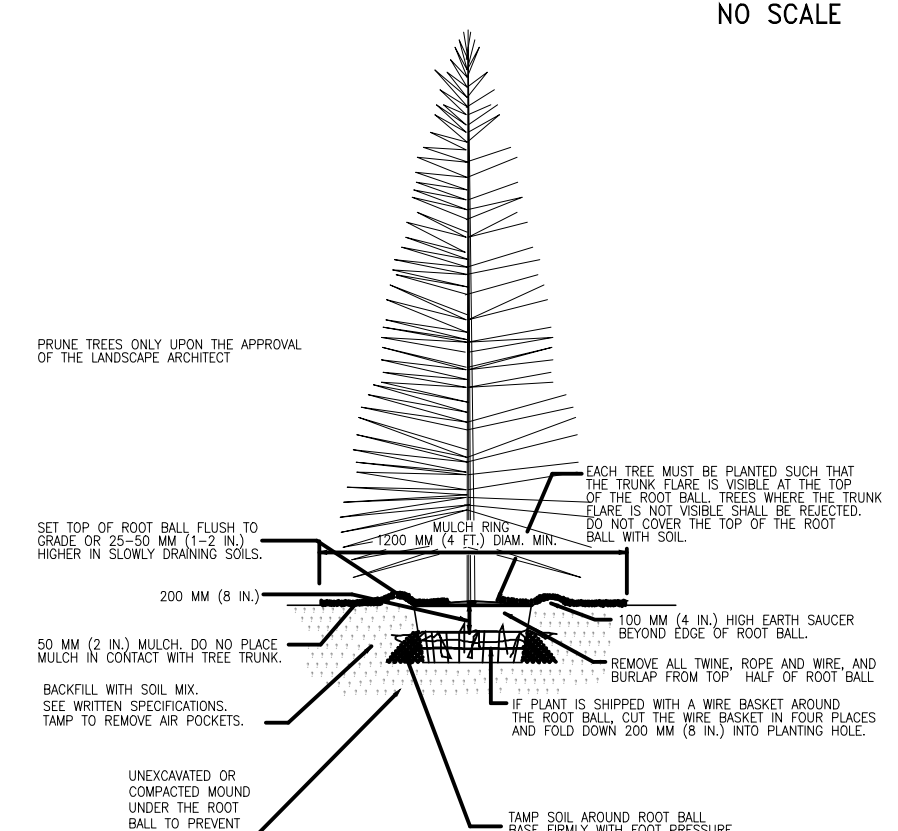 NO SCALE
PRUNE TREES ONLY UPON THE APPROVAL
OF THE LANDSCAPE ARCHITECT
EACH TREE MUST BE PLANTED SUCH THAT
THE TRUNK FLARE IS VISIBLE AT THE TOP
OF THE ROOT BALL. TREES WHERE THE TRUNK
FLARE IS NOT VISIBLE SHALL BE REJECTED.
DO NOT COVER THE TOP OF THE ROOT
BALL WITH SOIL.
MULCH RING
1200 MM (4 FT.) DIAM. MIN.
SET TOP OF ROOT BALL FLUSH TO
GRADE OR 25-50 MM (1-2 IN.)
HIGHER IN SLOWLY DRAINING SOILS.
200 MM (8 IN.)
50 MM (2 IN.) MULCH. DO NO PLACE
MULCH IN CONTACT WITH TREE TRUNK.
100 MM (4 IN.) HIGH EARTH SAUCER
BEYOND EDGE OF ROOT BALL.
REMOVE ALL TWINE, ROPE AND WIRE, AND
BURLAP FROM TOP HALF OF ROOT BALL
BACKFILL WITH SOIL MIX.
SEE WRITTEN SPECIFICATIONS.
TAMP TO REMOVE AIR POCKETS.
IF PLANT IS SHIPPED WITH A WIRE BASKET AROUND
THE ROOT BALL, CUT THE WIRE BASKET IN FOUR PLACES
AND FOLD DOWN 200 MM (8 IN.) INTO PLANTING HOLE.
UNEXCAVATED OR
COMPACTED MOUND
UNDER THE ROOT
BALL TO PREVENT
TAMP SOIL AROUND ROOT BALL
BASE FIRMLY WITH FOOT PRESSURE